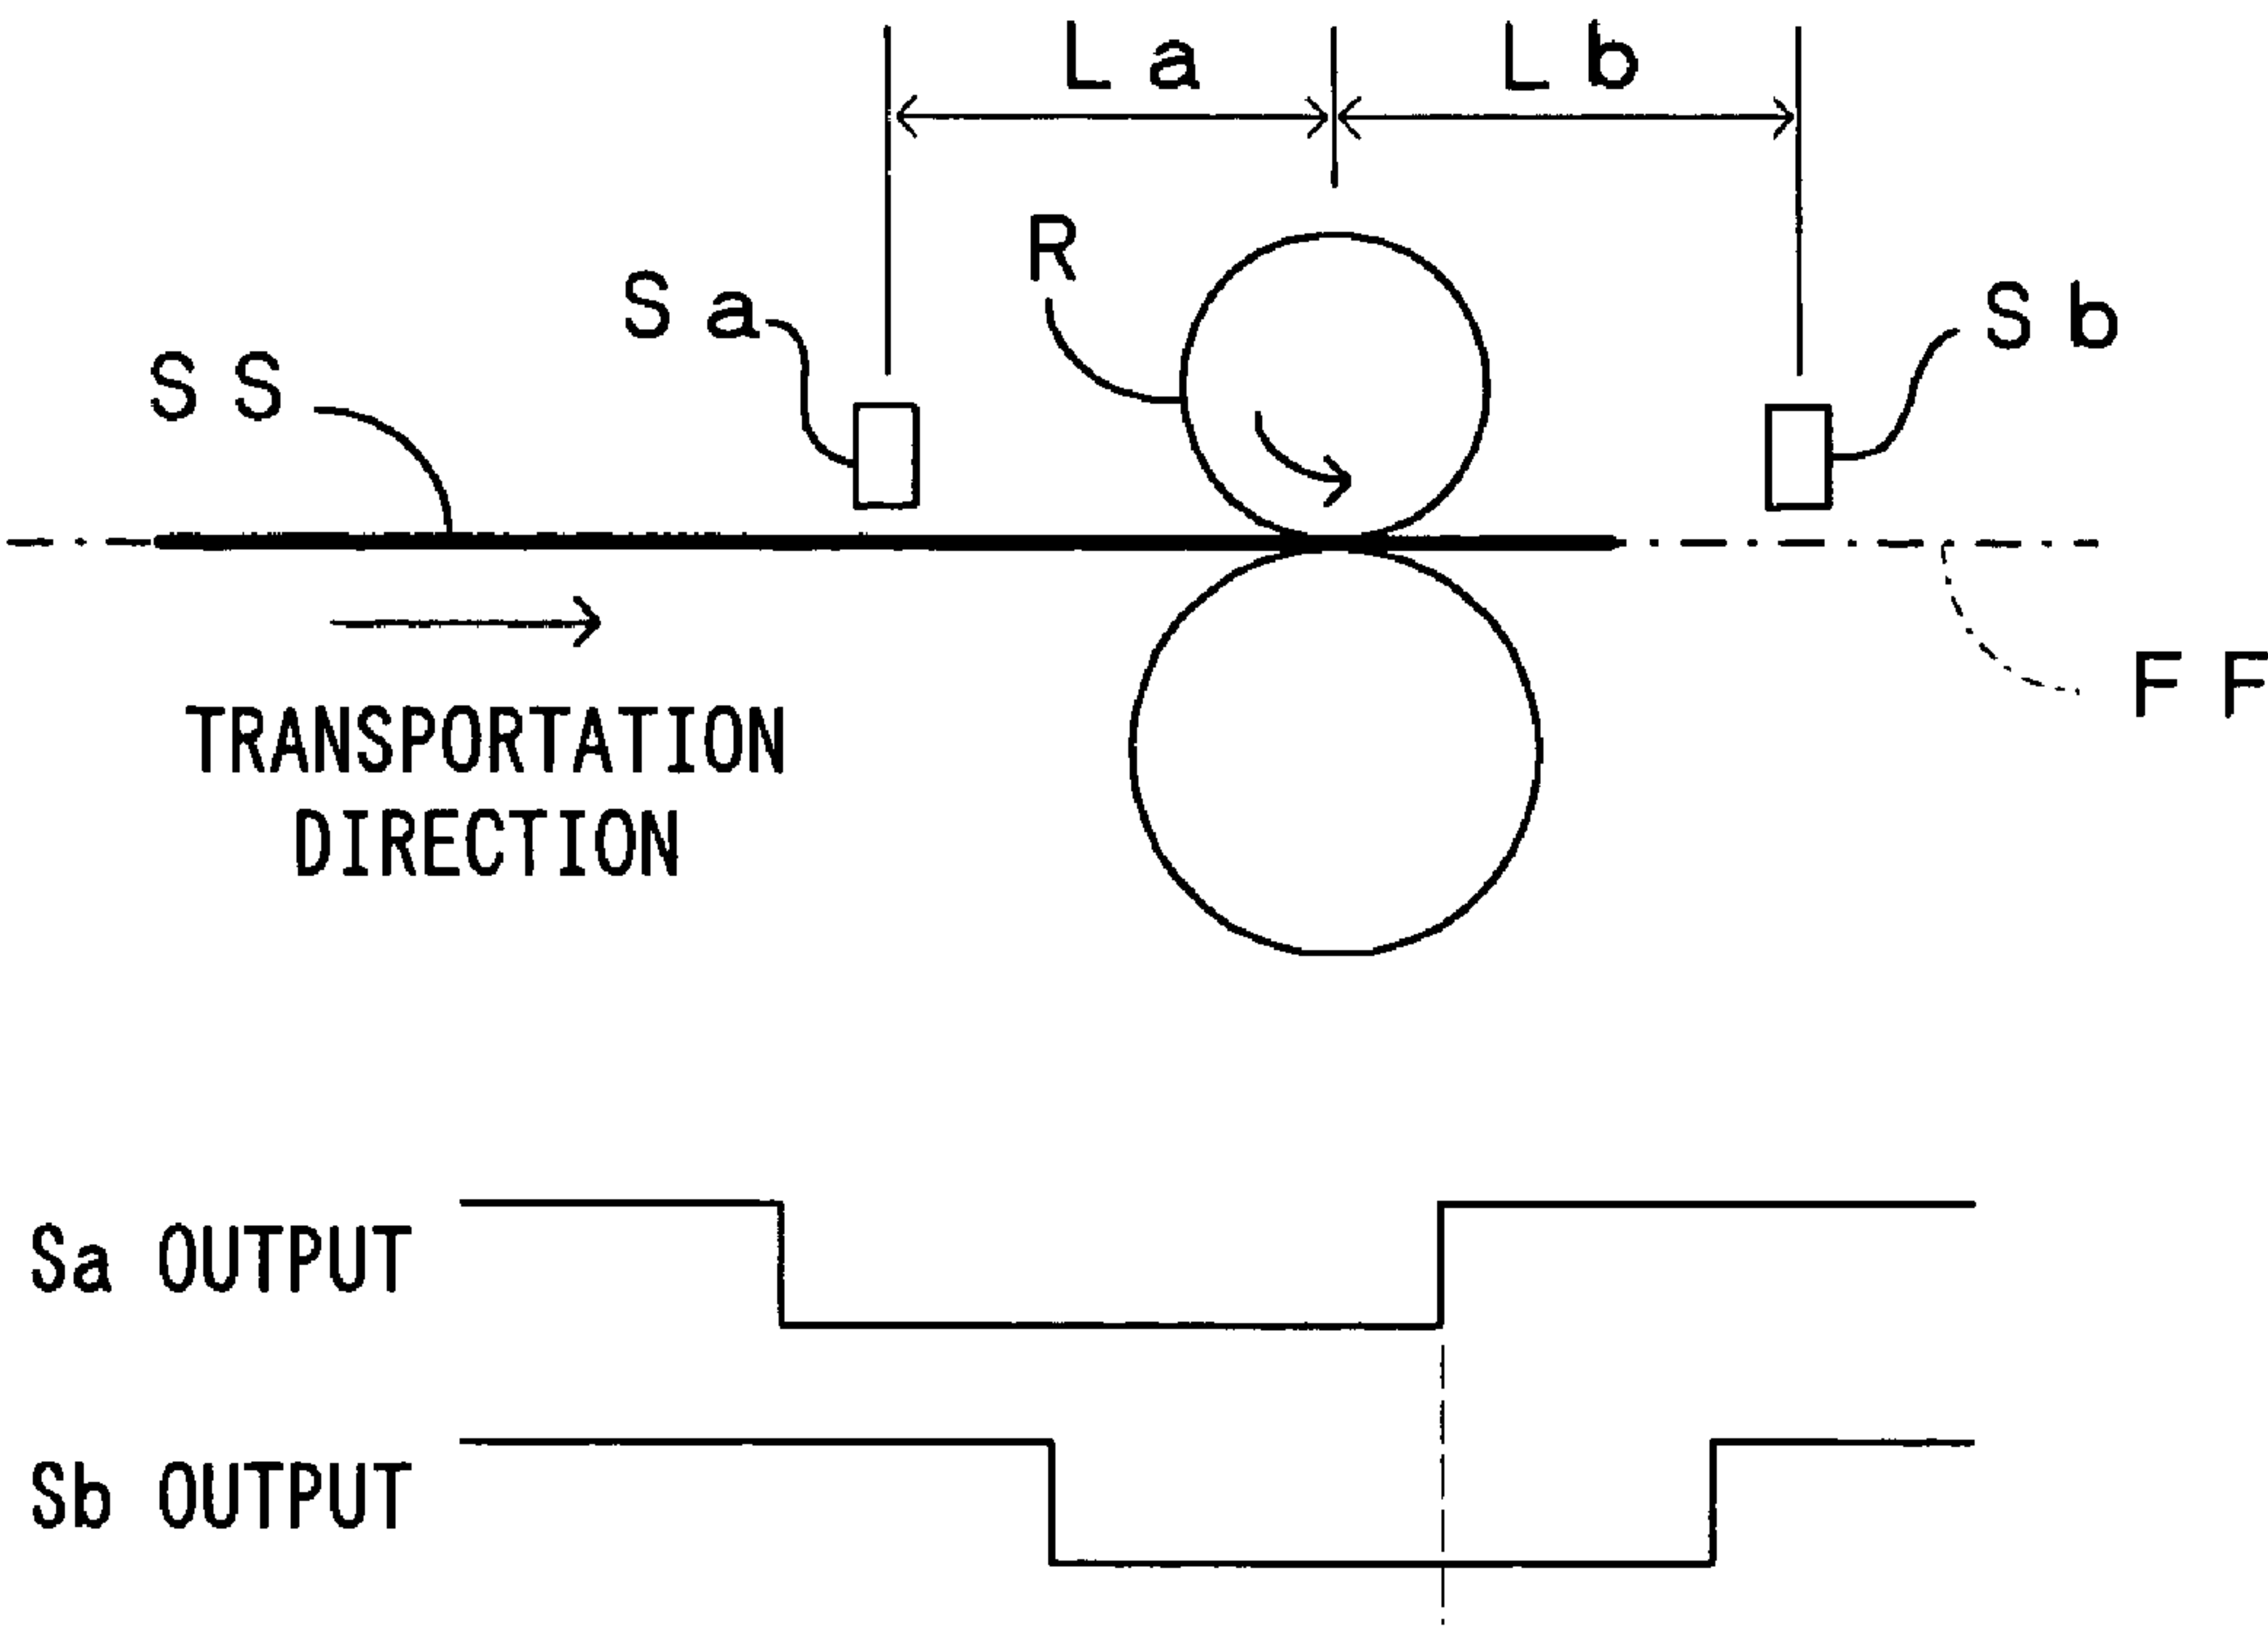 La
Lb
R
Sa
Sb
SS
FF
TRANSPORTATION
DIRECTION
Sa OUTPUT
Sb OUTPUT